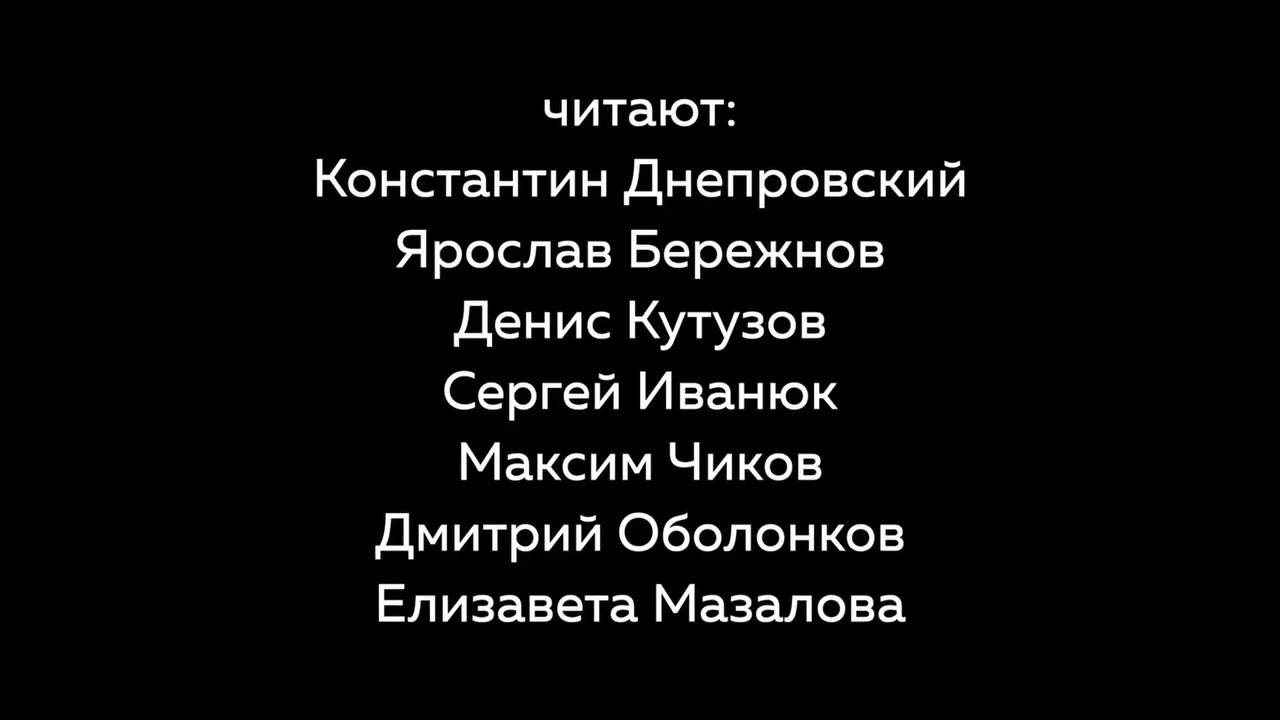 читают:
Константин Днепровский
Ярослав Бережнов
Денис Кутузов
Сергей Иванюк
Максим Чиков
Дмитрий Оболонков
Елизавета Мазалова